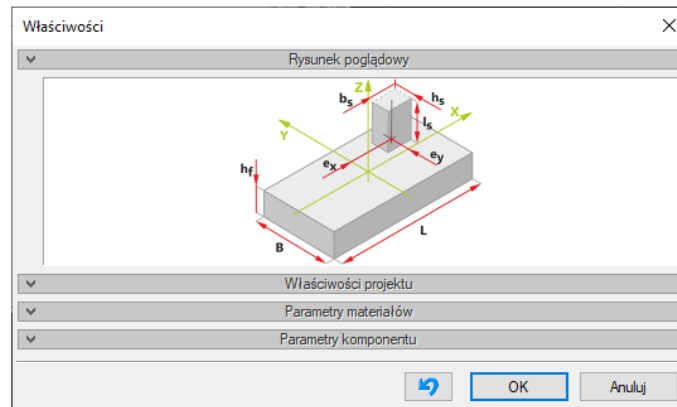 Właściwości
Rysunek poglądowy
Z
bs
hs
X
ls
Y
ex
ey
hf
L
B
Właściwości projektu
Parametry materiałów
Parametry komponentu
OK
Anuluj